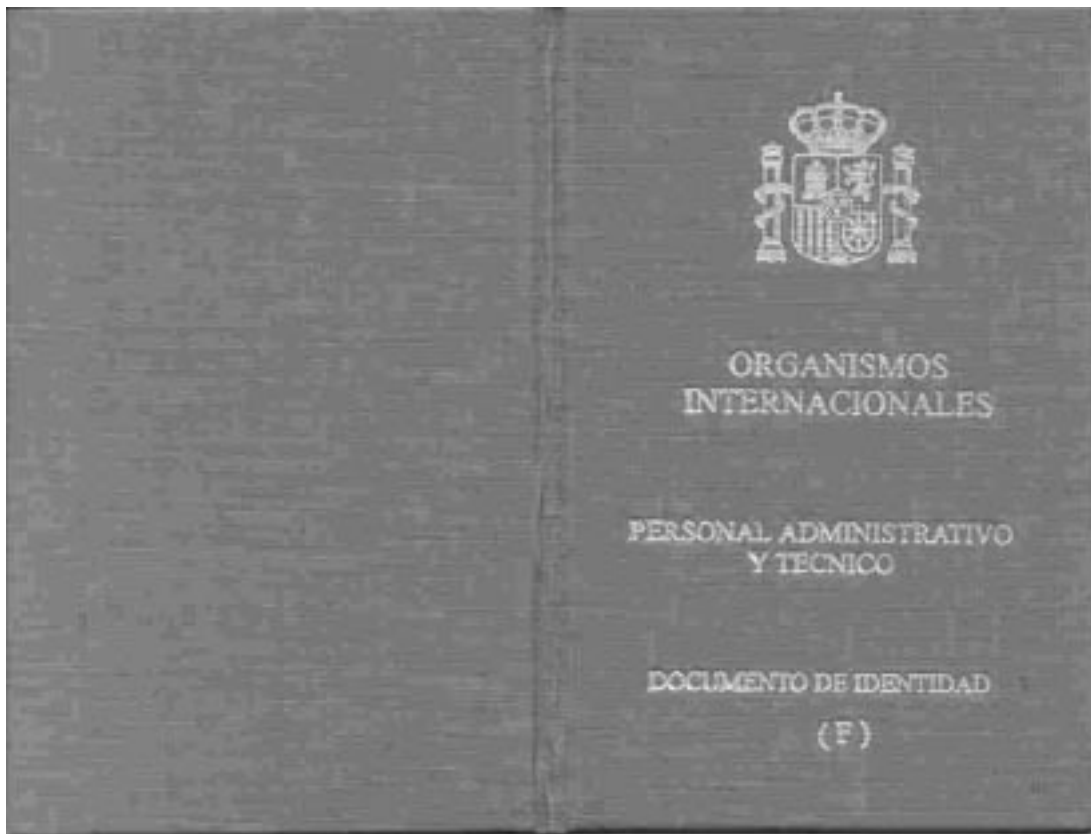 ORGANISMOS
INTERNACIONALES
PERSONAL ADMINISTRATIVO
Y TECNICO
DOCUMENTO DE IDENTIDAD
(F)